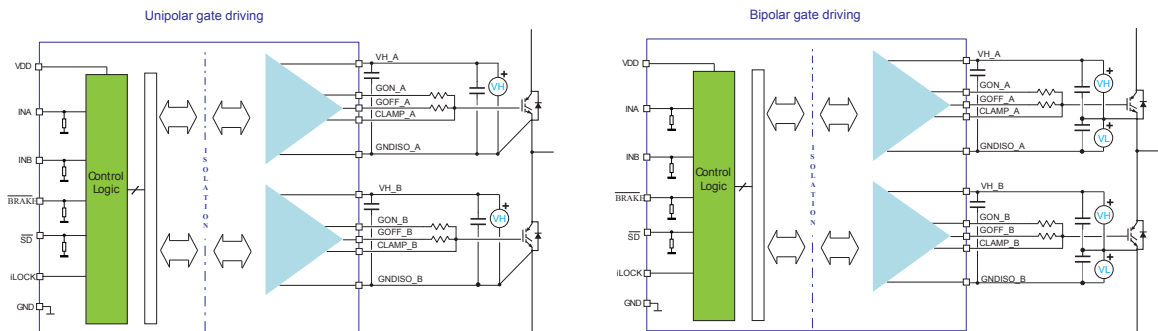 Unipolar gate driving
VDD
INA
INB
BRAKE
SD
iLOCK
GND
Control
Logic
ISOLATION
VH_A
GON_A
GOFF_A
CLAMP_A
GNDISO_A
+
VH
VH_B
GON_B
GOFF_B
CLAMP_B
GNDISO_B
+
VH
Bipolar gate driving
VDD
INA
INB
BRAKE
SD
iLOCK
GND
Control
Logic
ISOLATION
VH_A
GON_A
GOFF_A
CLAMP_A
GNDISO_A
+
VH
+
VL
VH_B
GON_B
GOFF_B
CLAMP_B
GNDISO_B
+
VH
+
VL